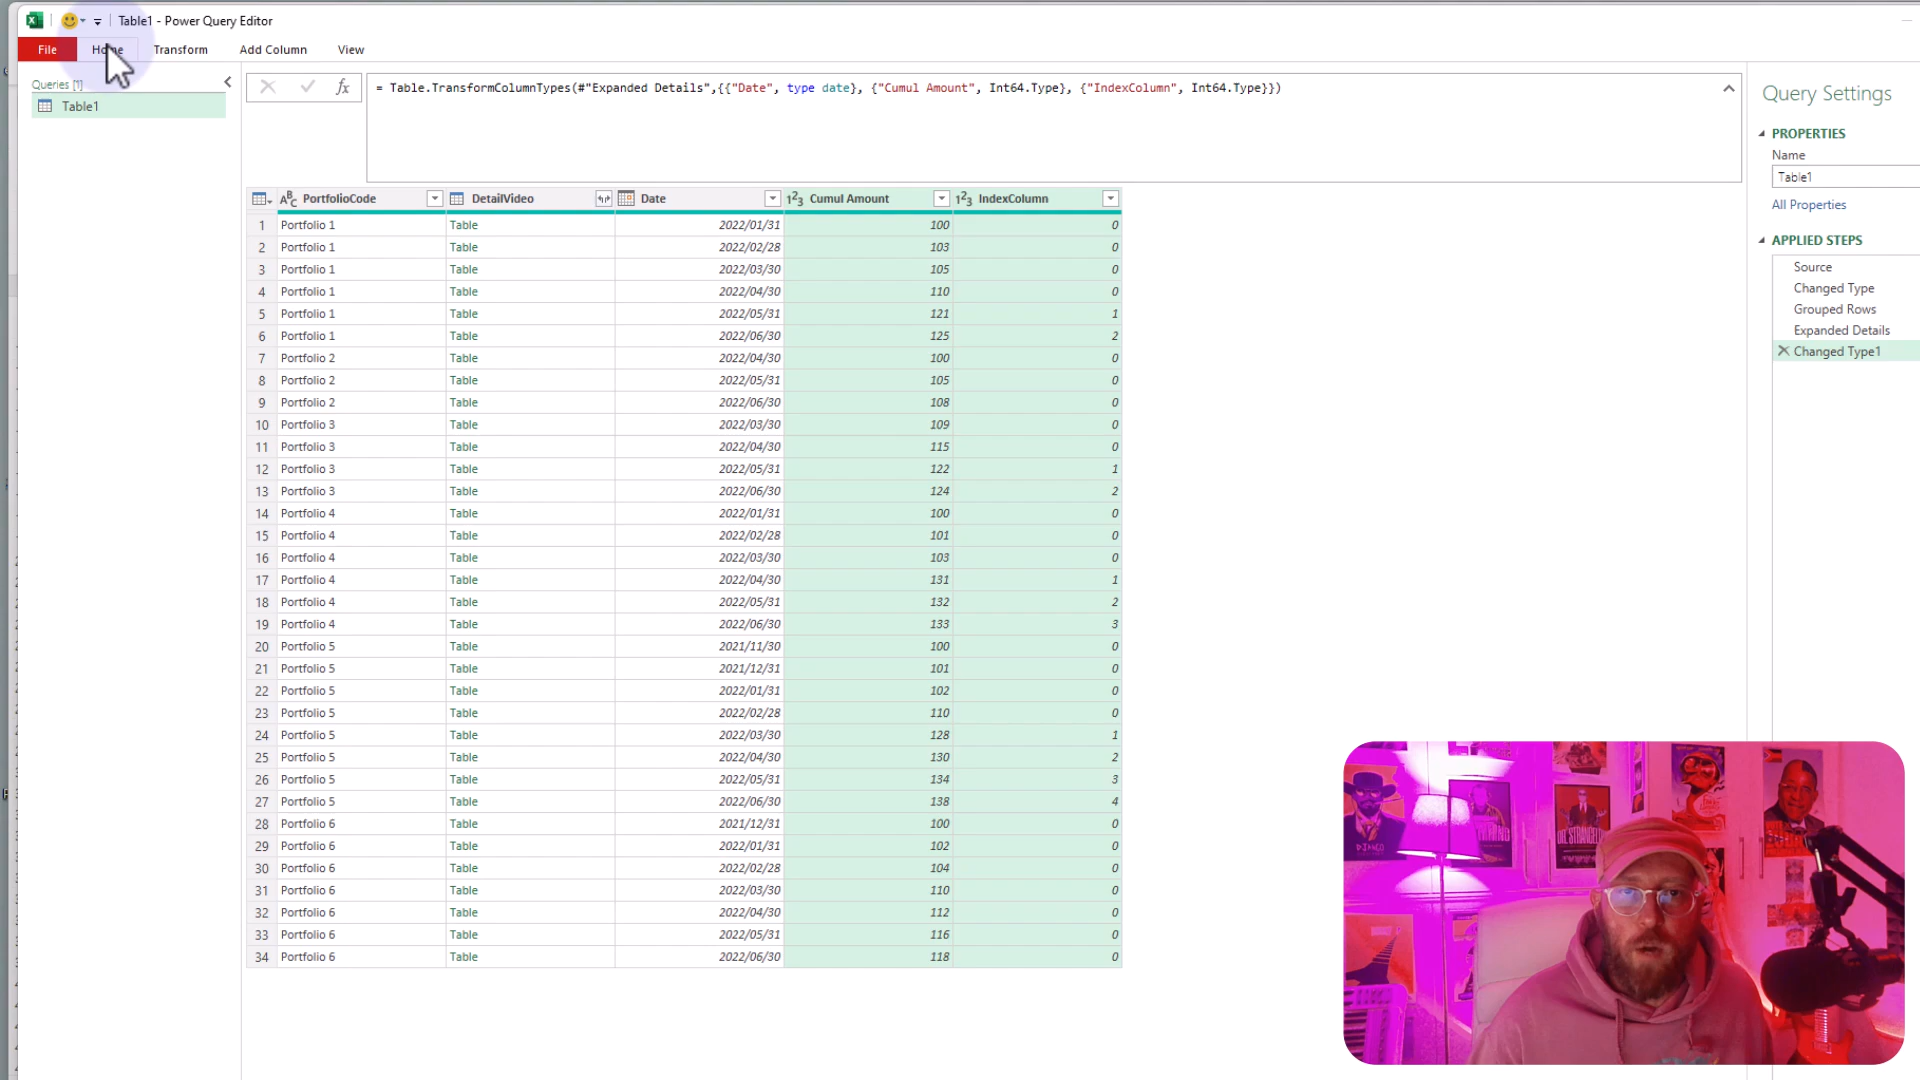 Table1 - Power Query Editor
File Home Transform Add Column View
Queries [1]
Table1
fx
= Table.TransformColumnTypes(#"Expanded Details",{{"Date", type date}, {"Cumul Amount", Int64.Type}, {"IndexColumn", Int64.Type}})
PortfolioCode DetailVideo Date Cumul Amount IndexColumn
1 Portfolio 1 Table 2022/01/31 100 0
2 Portfolio 1 Table 2022/02/28 103 0
3 Portfolio 1 Table 2022/03/30 105 0
4 Portfolio 1 Table 2022/04/30 110 0
5 Portfolio 1 Table 2022/05/31 121 1
6 Portfolio 1 Table 2022/06/30 125 2
7 Portfolio 2 Table 2022/04/30 100 0
8 Portfolio 2 Table 2022/05/31 105 0
9 Portfolio 2 Table 2022/06/30 108 0
10 Portfolio 3 Table 2022/03/30 109 0
11 Portfolio 3 Table 2022/04/30 115 0
12 Portfolio 3 Table 2022/05/31 122 1
13 Portfolio 3 Table 2022/06/30 124 2
14 Portfolio 4 Table 2022/01/31 100 0
15 Portfolio 4 Table 2022/02/28 101 0
16 Portfolio 4 Table 2022/03/30 103 0
17 Portfolio 4 Table 2022/04/30 131 1
18 Portfolio 4 Table 2022/05/31 132 2
19 Portfolio 4 Table 2022/06/30 133 3
20 Portfolio 5 Table 2021/11/30 100 0
21 Portfolio 5 Table 2021/12/31 101 0
22 Portfolio 5 Table 2022/01/31 102 0
23 Portfolio 5 Table 2022/02/28 110 0
24 Portfolio 5 Table 2022/03/30 128 1
25 Portfolio 5 Table 2022/04/30 130 2
26 Portfolio 5 Table 2022/05/31 134 3
27 Portfolio 5 Table 2022/06/30 138 4
28 Portfolio 6 Table 2021/12/31 100 0
29 Portfolio 6 Table 2022/01/31 102 0
30 Portfolio 6 Table 2022/02/28 104 0
31 Portfolio 6 Table 2022/03/30 110 0
32 Portfolio 6 Table 2022/04/30 112 0
33 Portfolio 6 Table 2022/05/31 116 0
34 Portfolio 6 Table 2022/06/30 118 0
Query Settings
PROPERTIES
Name
Table1
All Properties
APPLIED STEPS
Source
Changed Type
Grouped Rows
Expanded Details
Changed Type1
DJANGO